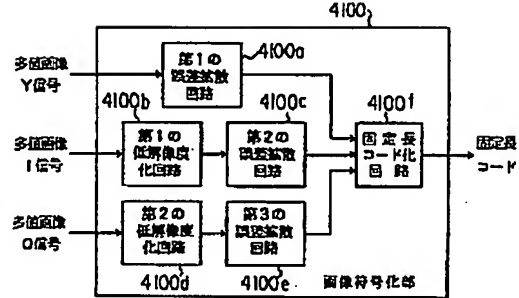 4100
多値画像
Y信号
4100a
第1の
誤差拡散
回路
4100b
多値画像
I信号
第1の
低解像度
化回路
4100c
第2の
誤差拡散
回路
4100f
固定長
コード化
回路
固定長
コード
多値画像
Q信号
第2の
低解像度
化回路
4100d
第3の
誤差拡散
回路
4100e
画像符号化部